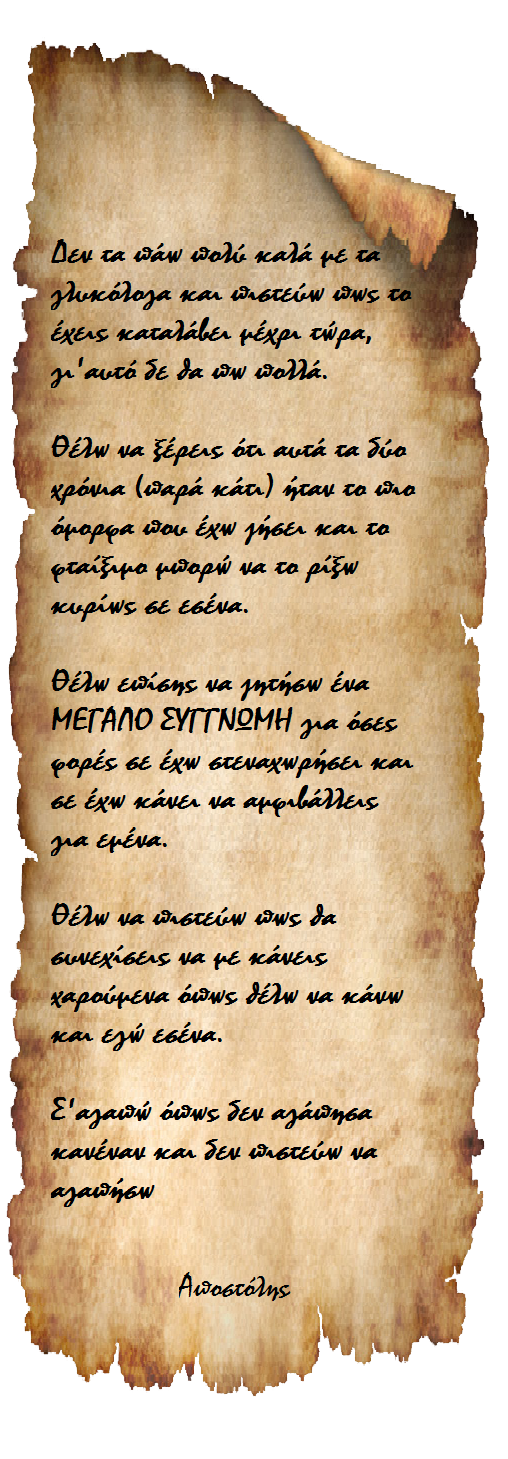 Δεν τα πάω πολύ καλά με τα
γλυκόλογα και πιστεύω πως το
έχεις καταλάβει μέχρι τώρα,
γι'αυτό δε θα πω πολλά.
Θέλω να ξέρεις ότι αυτά τα δύο
χρόνια (παρά κάτι) ήταν το πιο
όμορφα που έχω ζήσει και το
φταίξιμο μπορώ να το ρίξω
κυρίως σε εσένα.
Θέλω επίσης να ζητήσω ένα
ΜΕΓΑΛΟ ΣΥΓΓΝΩΜΗ για όσες
φορές σε έχω στεναχωρήσει και
σε έχω κάνει να αμφιβάλλεις
για εμένα.
Θέλω να πιστεύω πως θα
συνεχίσεις να με κάνεις
χαρούμενα όπως θέλω να κάνω
και εγώ εσένα.
Σ'αγαπώ όπως δεν αγάπησα
κανέναν και δεν πιστεύω να
αγαπήσω
Αποστόλης